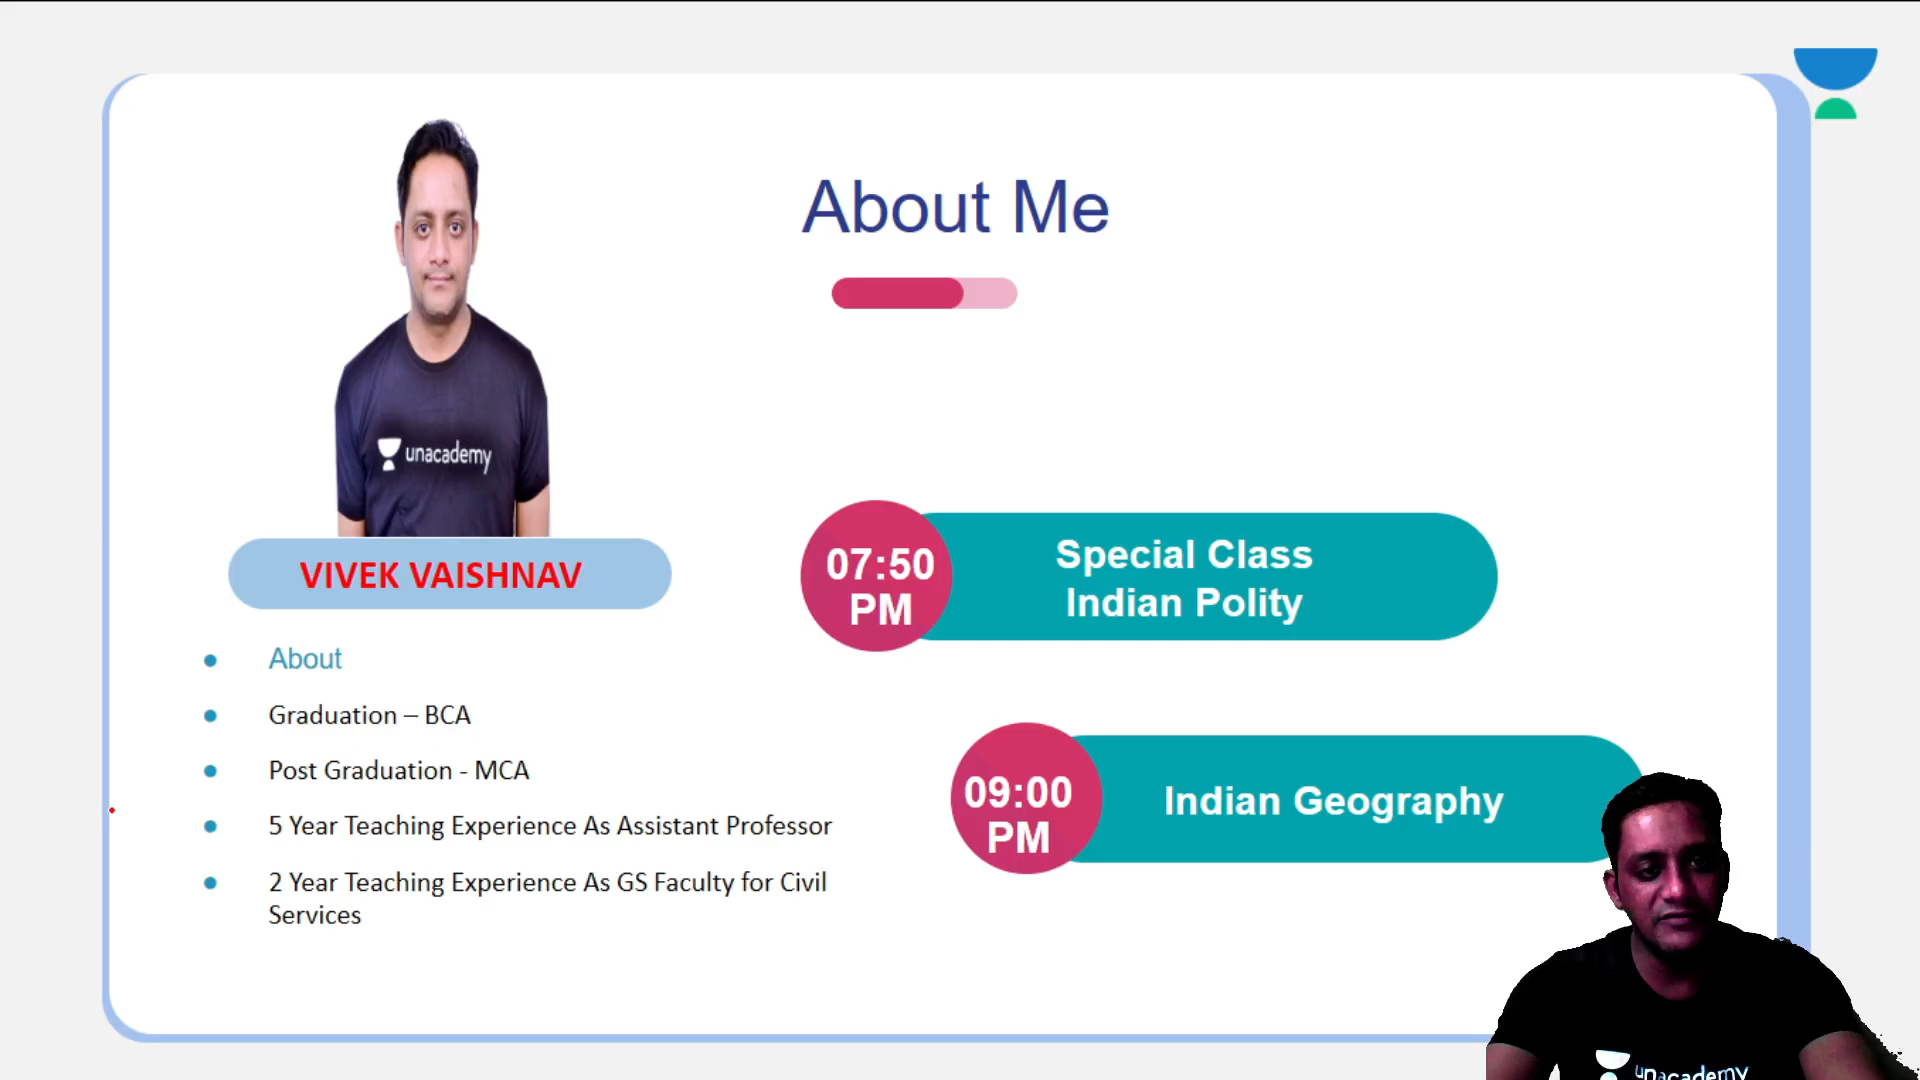 About Me
unacademy
VIVEK VAISHNAV
About
Graduation – BCA
Post Graduation - MCA
5 Year Teaching Experience As Assistant Professor
2 Year Teaching Experience As GS Faculty for Civil
Services
07:50
PM
Special Class
Indian Polity
09:00
PM
Indian Geography
unacademy